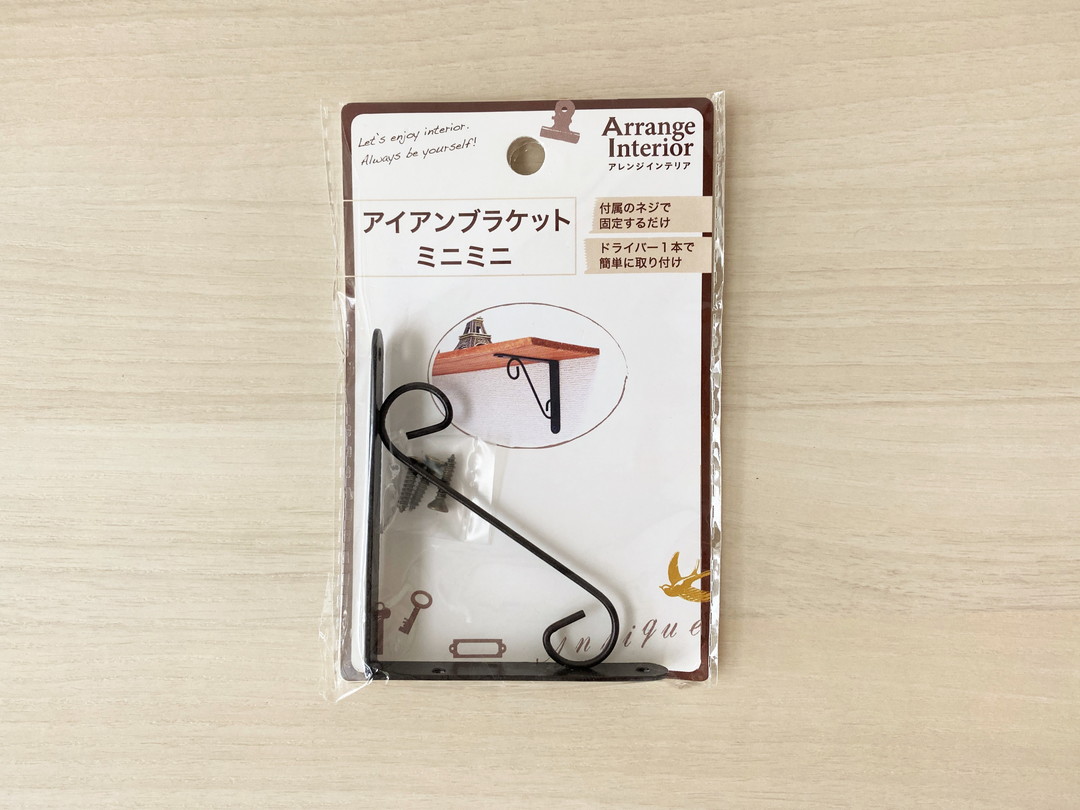 Let's enjoy interior.
Always be yourself!
Arrange
Interior
アレンジインテリア
アイアンブラケット
ミニミニ
付属のネジで
固定するだけ
ドライバー1本で
簡単に取り付け